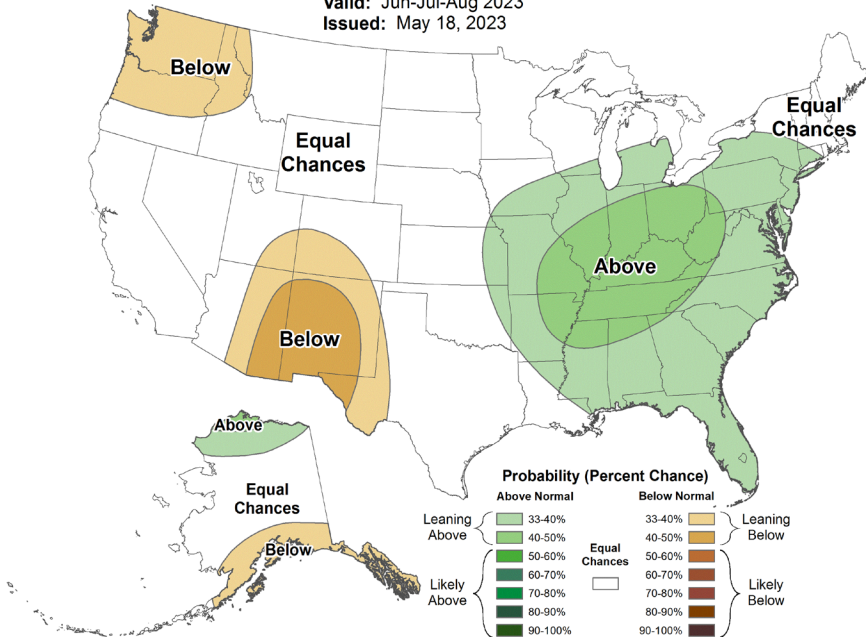 Valid: Jun-Jul-Aug 2023
Issued: May 18, 2023
Below
Equal
Chances
Equal
Chances
Above
Below
Above
Equal
Chances
Below
Probability (Percent Chance)
Above Normal
Below Normal
Leaning
Above
33-40%
40-50%
50-60%
60-70%
70-80%
80-90%
90-100%
Likely
Above
Equal
Chances
33-40%
40-50%
50-60%
60-70%
70-80%
80-90%
90-100%
Leaning
Below
Likely
Below